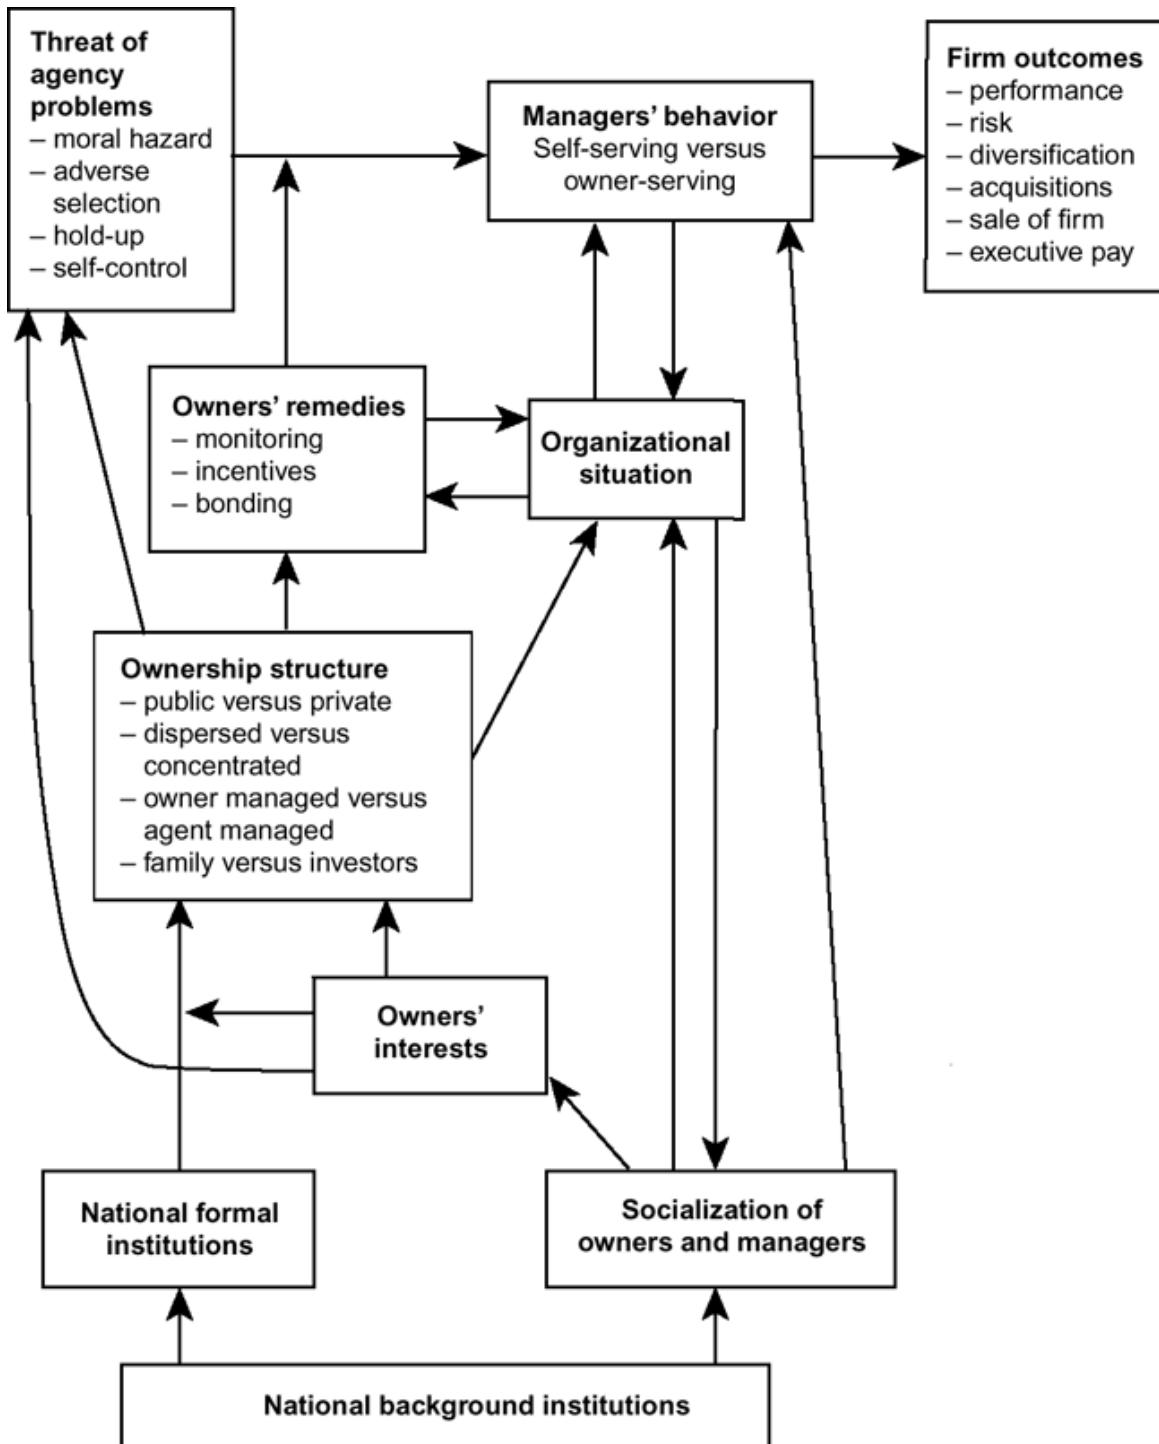 Threat of
agency
problems
– moral hazard
– adverse
selection
– hold-up
– self-control
Managers’ behavior
Self-serving versus
owner-serving
Firm outcomes
– performance
– risk
– diversification
– acquisitions
– sale of firm
– executive pay
Owners’ remedies
– monitoring
– incentives
– bonding
Organizational
situation
Ownership structure
– public versus private
– dispersed versus
concentrated
– owner managed versus
agent managed
– family versus investors
Owners’
interests
National formal
institutions
Socialization of
owners and managers
National background institutions